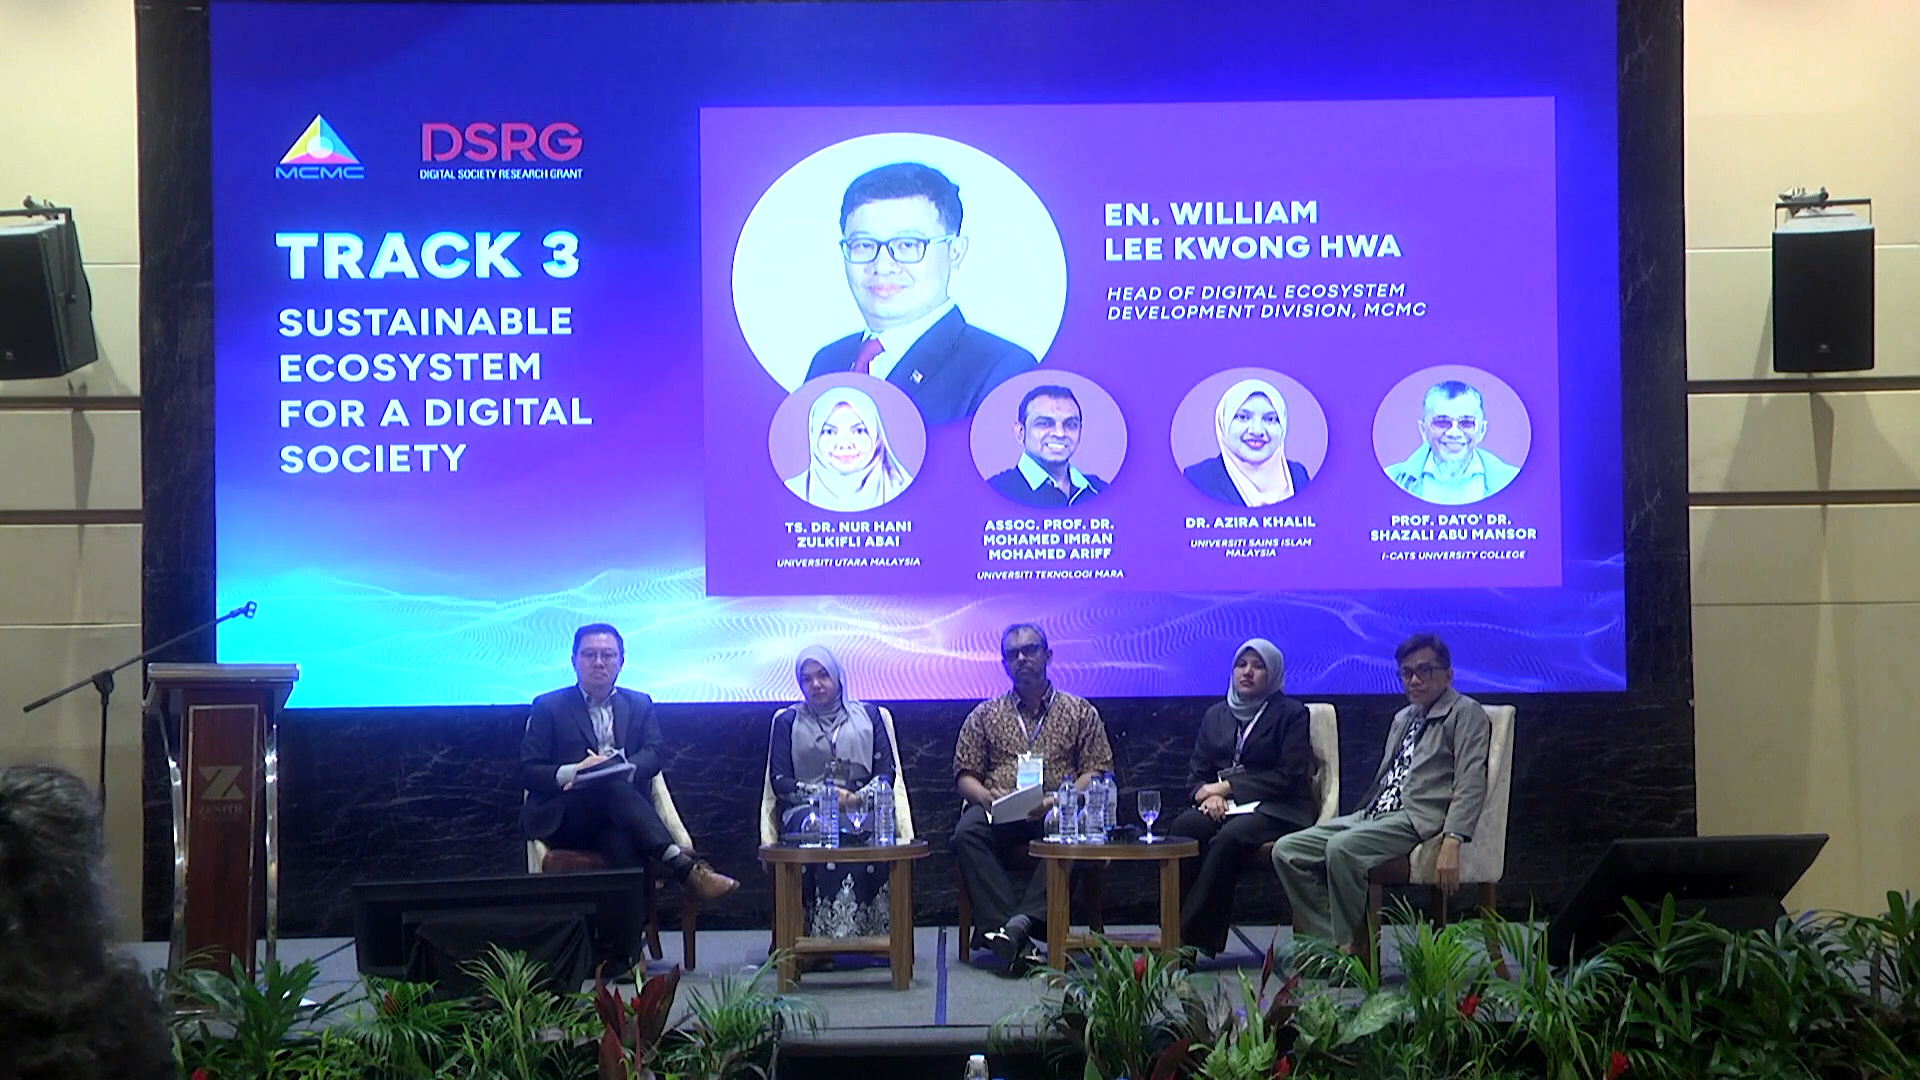 MCMC
DSRG
DIGITAL SOCIETY RESEARCH GRANT
TRACK 3
SUSTAINABLE
ECOSYSTEM
FOR A DIGITAL
SOCIETY
EN. WILLIAM
LEE KWONG HWA
HEAD OF DIGITAL ECOSYSTEM
DEVELOPMENT DIVISION, MCMC
TS. DR. NUR HANI
ZULKIFLI ABAI
UNIVERSITI UTARA MALAYSIA
ASSOC. PROF. DR.
MOHAMED IMRAN
MOHAMED ARIFF
UNIVERSITI TEKNOLOGI MARA
DR. AZIRA KHALIL
UNIVERSITI SAINS ISLAM
MALAYSIA
PROF. DATO' DR.
SHAZALI ABU MANSOR
I-CATS UNIVERSITY COLLEGE